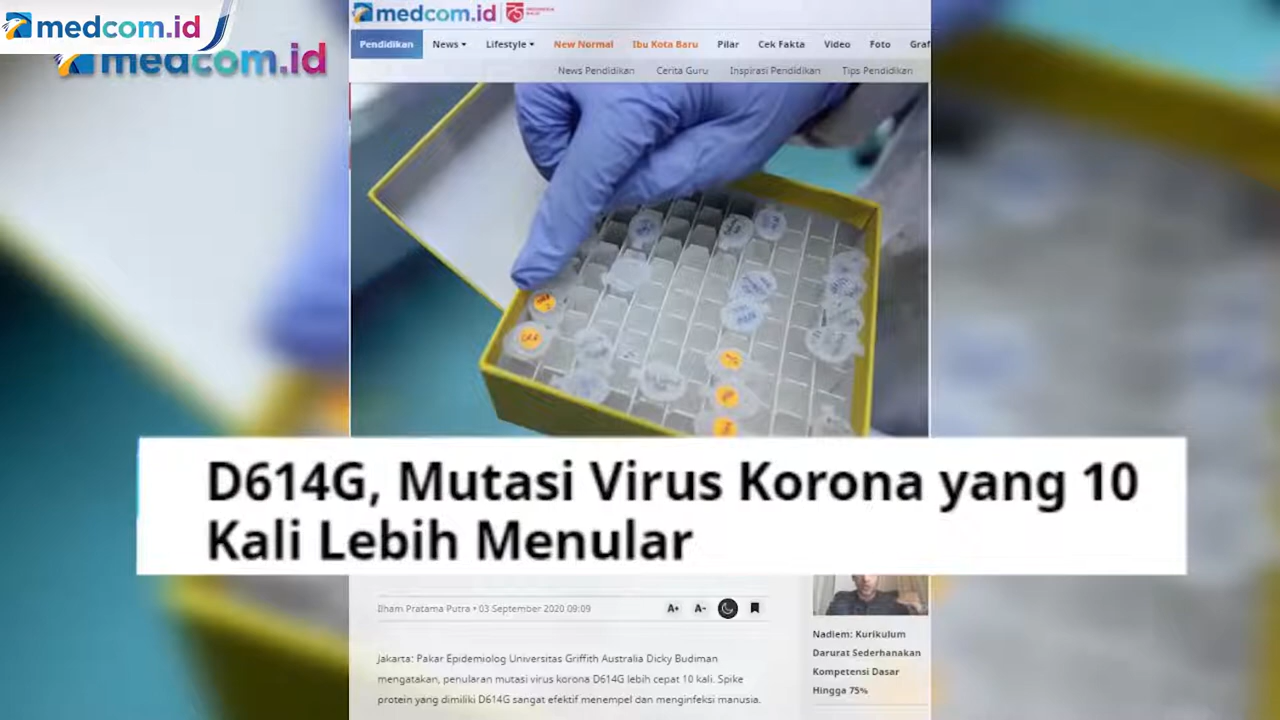 medcom.id
medcom.id
medcom.id 75
Pendidikan News Lifestyle New Normal Ibu Kota Baru Pilar Cek Fakta Video Foto Graf
News Pendidikan Cerita Guru Inspirasi Pendidikan Tips Pendidikan
D614G, Mutasi Virus Korona yang 10
Kali Lebih Menular
Ilham Pratama Putra • 03 September 2020 09:09
A+ A-
Jakarta: Pakar Epidemiolog Universitas Griffith Australia Dicky Budiman
mengatakan, penularan mutasi virus korona D614G lebih cepat 10 kali. Spike
protein yang dimiliki D614G sangat efektif menempel dan menginfeksi manusia.
Nadiem: Kurikulum
Darurat Sederhanakan
Kompetensi Dasar
Hingga 75%